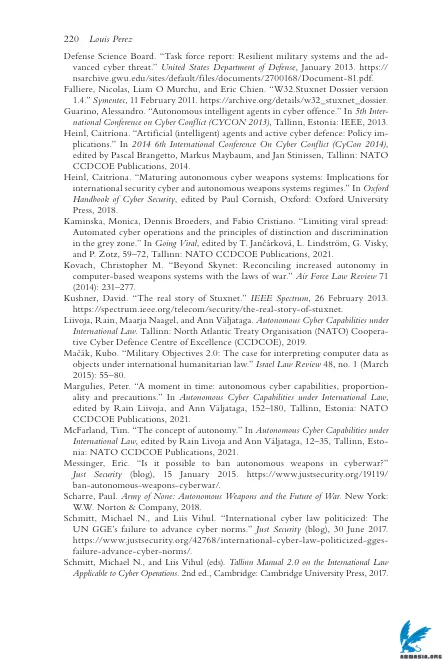 220 Louis Perez
Defense Science Board. “Task force report: Resilient military systems and the ad-
vanced cyber threat.” United States Department of Defense, January 2013. https://
nsarchive.gwu.edu/sites/default/files/documents/2700168/Document-81.pdf.
Falliere, Nicolas, Liam O Murchu, and Eric Chien. “W32.Stuxnet Dossier version
1.4.” Symentec, 11 February 2011. https://archive.org/details/w32_stuxnet_dossier.
Guarino, Alessandro. “Autonomous intelligent agents in cyber offence.” In 5th Inter-
national Conference on Cyber Conflict (CYCON 2013), Tallinn, Estonia: IEEE, 2013.
Heinl, Caitríona. “Artificial (intelligent) agents and active cyber defence: Policy im-
plications.” In 2014 6th International Conference On Cyber Conflict (CyCon 2014),
edited by Pascal Brangetto, Markus Maybaum, and Jan Stinissen, Tallinn: NATO
CCDCOE Publications, 2014.
Heinl, Caitriona. “Maturing autonomous cyber weapons systems: Implications for
international security cyber and autonomous weapons systems regimes.” In Oxford
Handbook of Cyber Security, edited by Paul Cornish, Oxford: Oxford University
Press, 2018.
Kaminska, Monica, Dennis Broeders, and Fabio Cristiano. “Limiting viral spread:
Automated cyber operations and the principles of distinction and discrimination
in the grey zone.” In Going Viral, edited by T. Jančárková, L. Lindström, G. Visky,
and P. Zotz, 59–72, Tallinn: NATO CCDCOE Publications, 2021.
Kovach, Christopher M. “Beyond Skynet: Reconciling increased autonomy in
computer-based weapons systems with the laws of war.” Air Force Law Review 71
(2014): 231–277.
Kushner, David. “The real story of Stuxnet.” IEEE Spectrum, 26 February 2013.
https://spectrum.ieee.org/telecom/security/the-real-story-of-stuxnet.
Liivoja, Rain, Maarja Naagel, and Ann Väljataga. Autonomous Cyber Capabilities under
International Law. Tallinn: North Atlantic Treaty Organisation (NATO) Coopera-
tive Cyber Defence Centre of Excellence (CCDCOE), 2019.
Mačák, Kubo. “Military Objectives 2.0: The case for interpreting computer data as
objects under international humanitarian law.” Israel Law Review 48, no. 1 (March
2015): 55–80.
Margulies, Peter. “A moment in time: autonomous cyber capabilities, proportion-
ality and precautions.” In Autonomous Cyber Capabilities under International Law,
edited by Rain Liivoja, and Ann Väljataga, 152–180, Tallinn, Estonia: NATO
CCDCOE Publications, 2021.
McFarland, Tim. “The concept of autonomy.” In Autonomous Cyber Capabilities under
International Law, edited by Rain Livoja and Ann Väljataga, 12–35, Tallinn, Esto-
nia: NATO CCDCOE Publications, 2021.
Messinger, Eric. “Is it possible to ban autonomous weapons in cyberwar?”
Just Security (blog), 15 January 2015. https://www.justsecurity.org/19119/
ban-autonomous-weapons-cyberwar/.
Scharre, Paul. Army of None: Autonomous Weapons and the Future of War. New York:
W.W. Norton & Company, 2018.
Schmitt, Michael N., and Liis Vihul. “International cyber law politicized: The
UN GGE’s failure to advance cyber norms.” Just Security (blog), 30 June 2017.
https://www.justsecurity.org/42768/international-cyber-law-politicized-gges-
failure-advance-cyber-norms/.
Schmitt, Michael N., and Liis Vihul (eds). Tallinn Manual 2.0 on the International Law
Applicable to Cyber Operations. 2nd ed., Cambridge: Cambridge University Press, 2017.